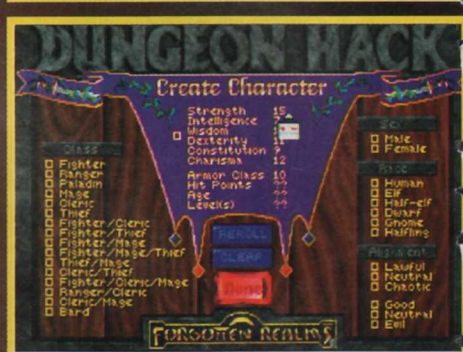 DUNGEON HACK
Create Character
Strength 15
Intelligence
Wisdom
Dexterity 11
Constitution 9
Charisma 12
Armor Class 10
Hit Points ??
Age ??
Level(s) ??
REROLL
CLEAR
Done
Class
Fighter
Ranger
Paladin
Mage
Cleric
Thief
Fighter/Cleric
Fighter/Thief
Fighter/Mage
Fighter/Mage/Thief
Thief/Mage
Cleric/Thief
Fighter/Cleric/Mage
Ranger/Cleric
Cleric/Mage
Bard
Sex
Male
Female
Race
Human
Elf
Half-elf
Dwarf
Gnome
Halfling
Alignment
Lawful
Neutral
Chaotic
Good
Neutral
Evil
FORGOTTEN REALMS